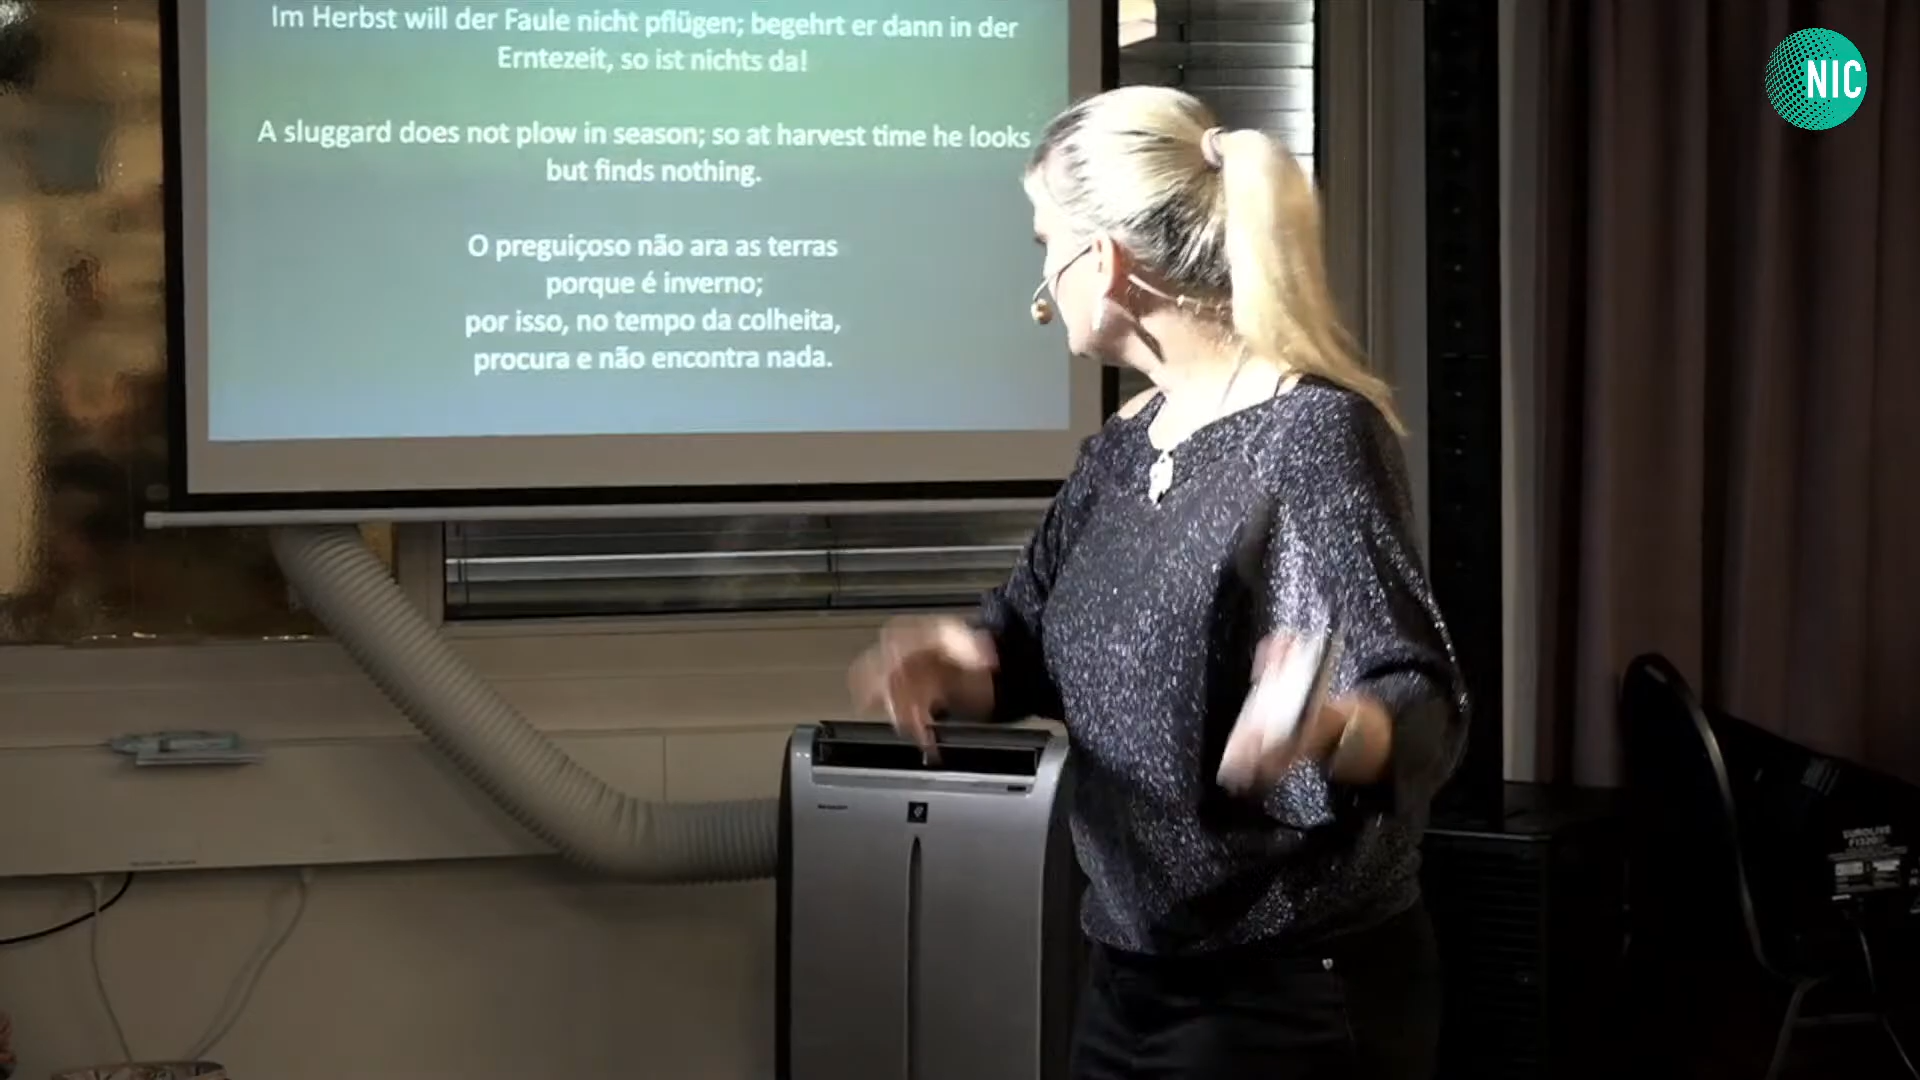 Im Herbst will der Faule nicht pflügen; begehrt er dann in der
Erntezeit, so ist nichts da!
A sluggard does not plow in season; so at harvest time he looks
but finds nothing.
O preguiçoso não ara as terras
porque é inverno;
por isso, no tempo da colheita,
procura e não encontra nada.
NIC
EUROLIVE